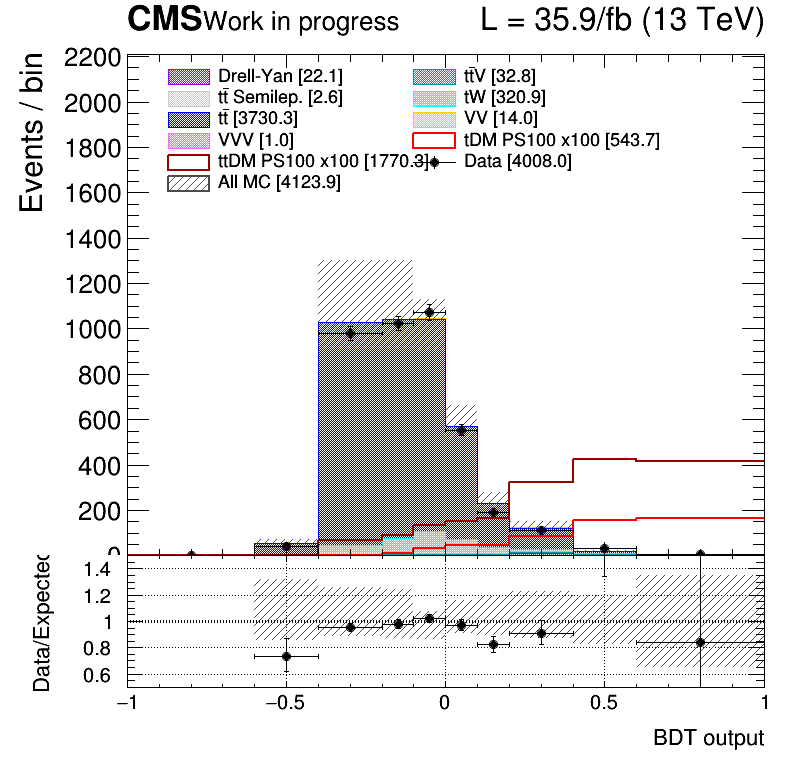 CMS Work in progress L = 35.9/fb (13 TeV)
Events / bin
2200
2000
1800
1600
1400
1200
1000
800
600
400
200
0
Drell-Yan [22.1] tt̄V [32.8]
tt̄ Semilep. [2.6] tW [320.9]
tt̄ [3730.3] VV [14.0]
VVV [1.0] tDM PS100 x100 [543.7]
ttDM PS100 x100 [1770.3] Data [4008.0]
All MC [4123.9]
Data/Expected
1.4
1.2
1
0.8
0.6
−1 −0.5 0 0.5 1
BDT output